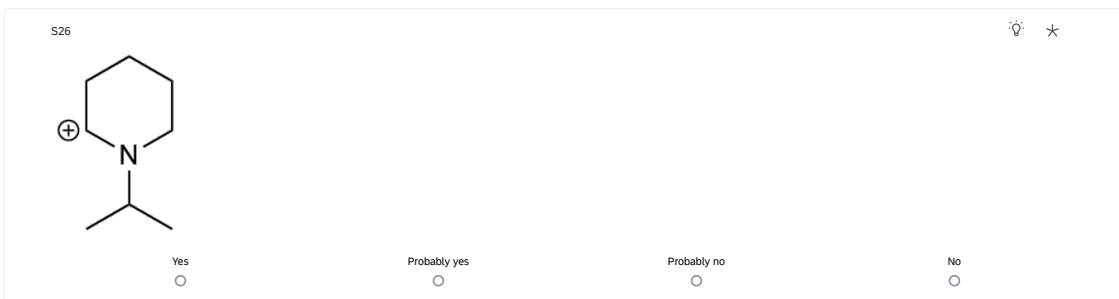 S26
⊕
N
Yes Probably yes Probably no No